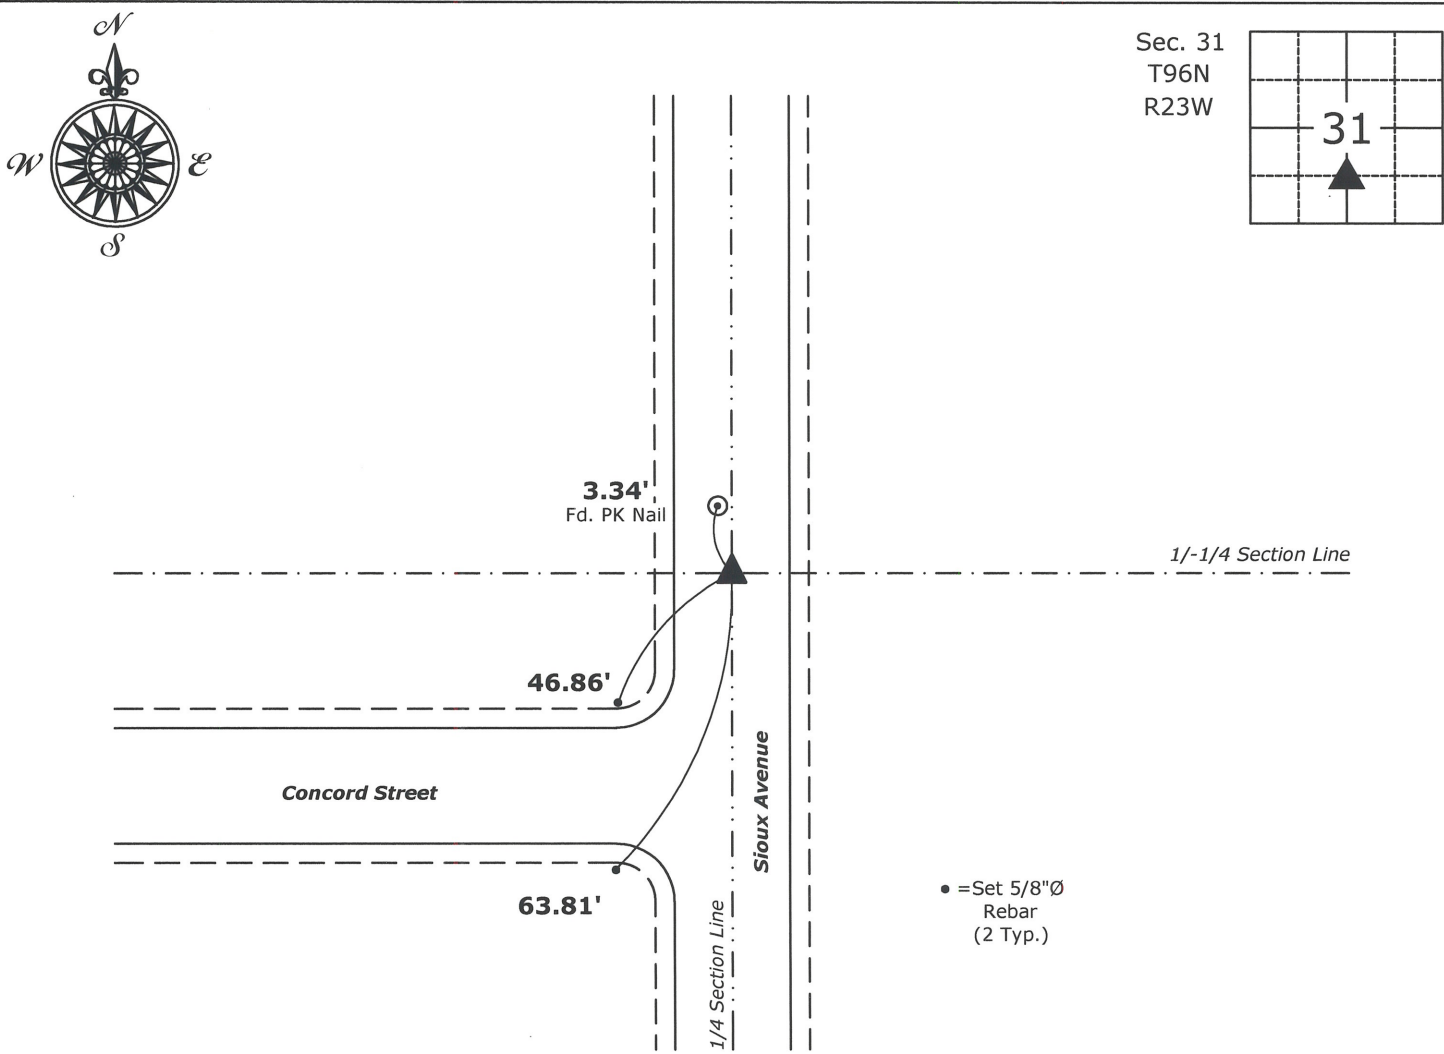 N
W
E
S
Sec. 31
T96N
R23W
31
3.34'
Fd. PK Nail
1/-1/4 Section Line
46.86'
Concord Street
Sioux Avenue
63.81'
1/4 Section Line
=Set 5/8"Ø
Rebar
(2 Typ.)